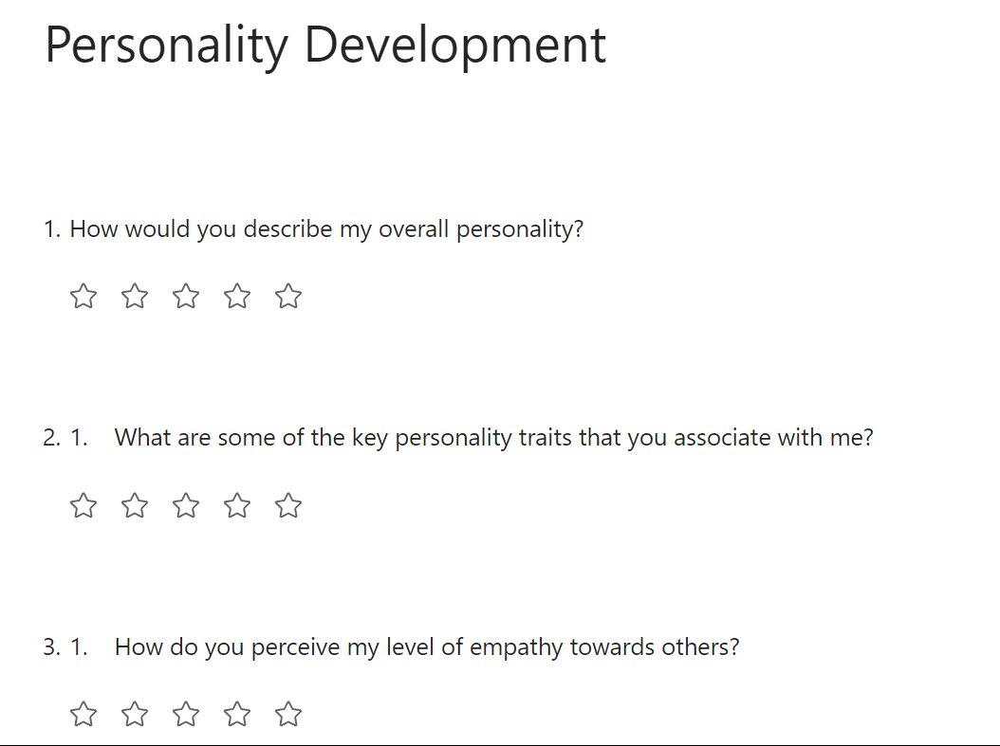 Personality Development
1. How would you describe my overall personality?
2. 1. What are some of the key personality traits that you associate with me?
3. 1. How do you perceive my level of empathy towards others?